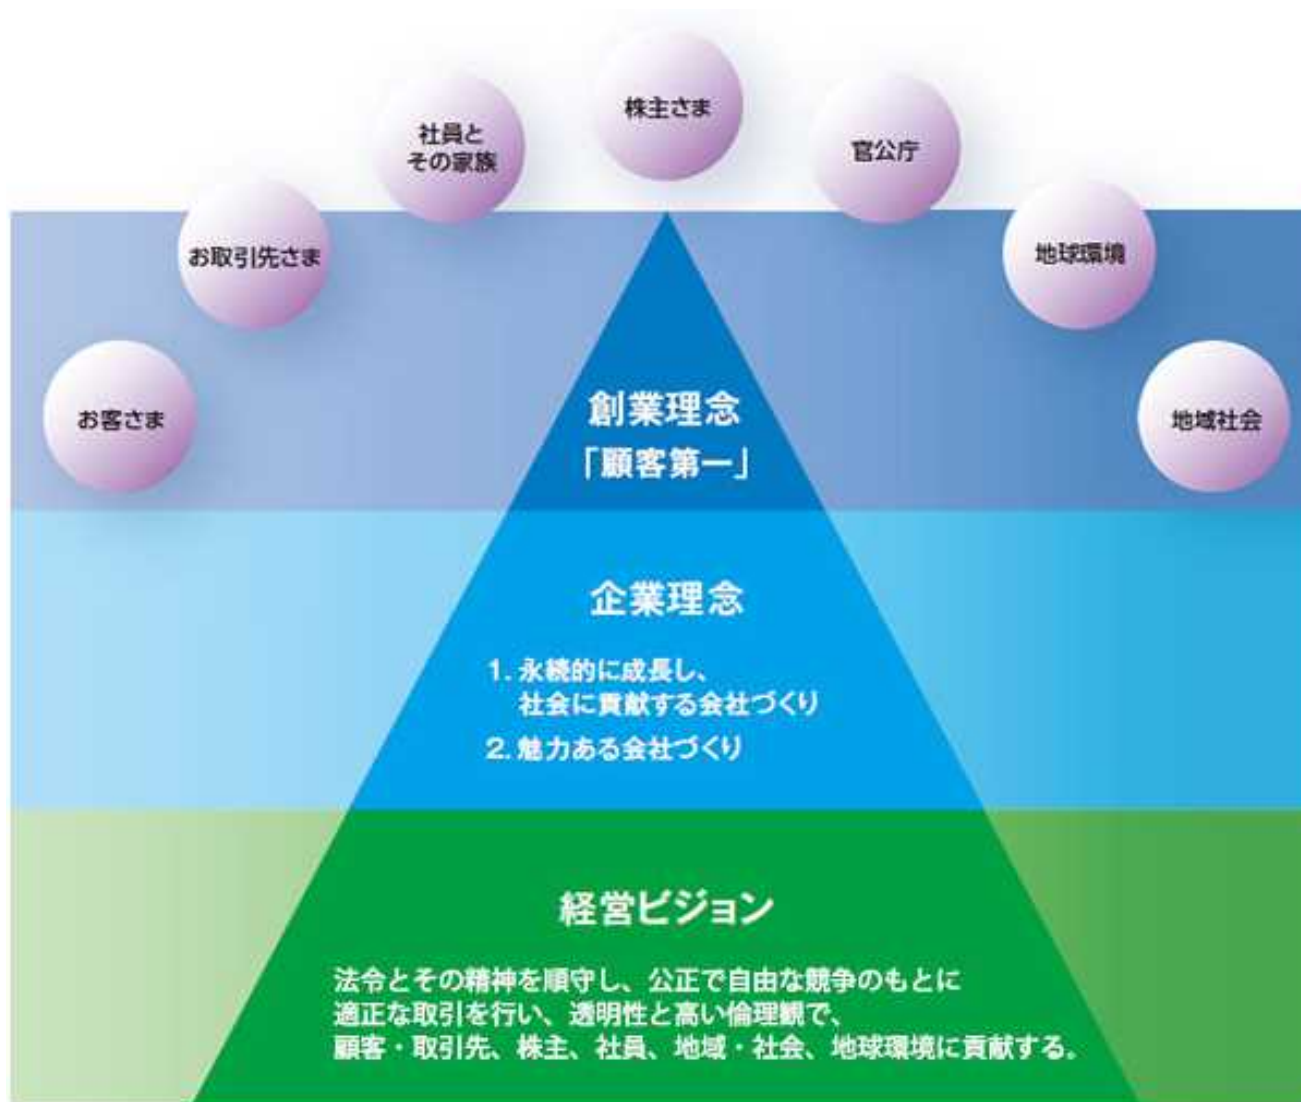 株主さま
社員と
その家族
官公庁
お取引先さま
地球環境
お客さま
地域社会
創業理念
「顧客第一」
企業理念
1. 永続的に成長し、
社会に貢献する会社づくり
2. 魅力ある会社づくり
経営ビジョン
法令とその精神を順守し、公正で自由な競争のもとに
適正な取引を行い、透明性と高い倫理観で、
顧客・取引先、株主、社員、地域・社会、地球環境に貢献する。